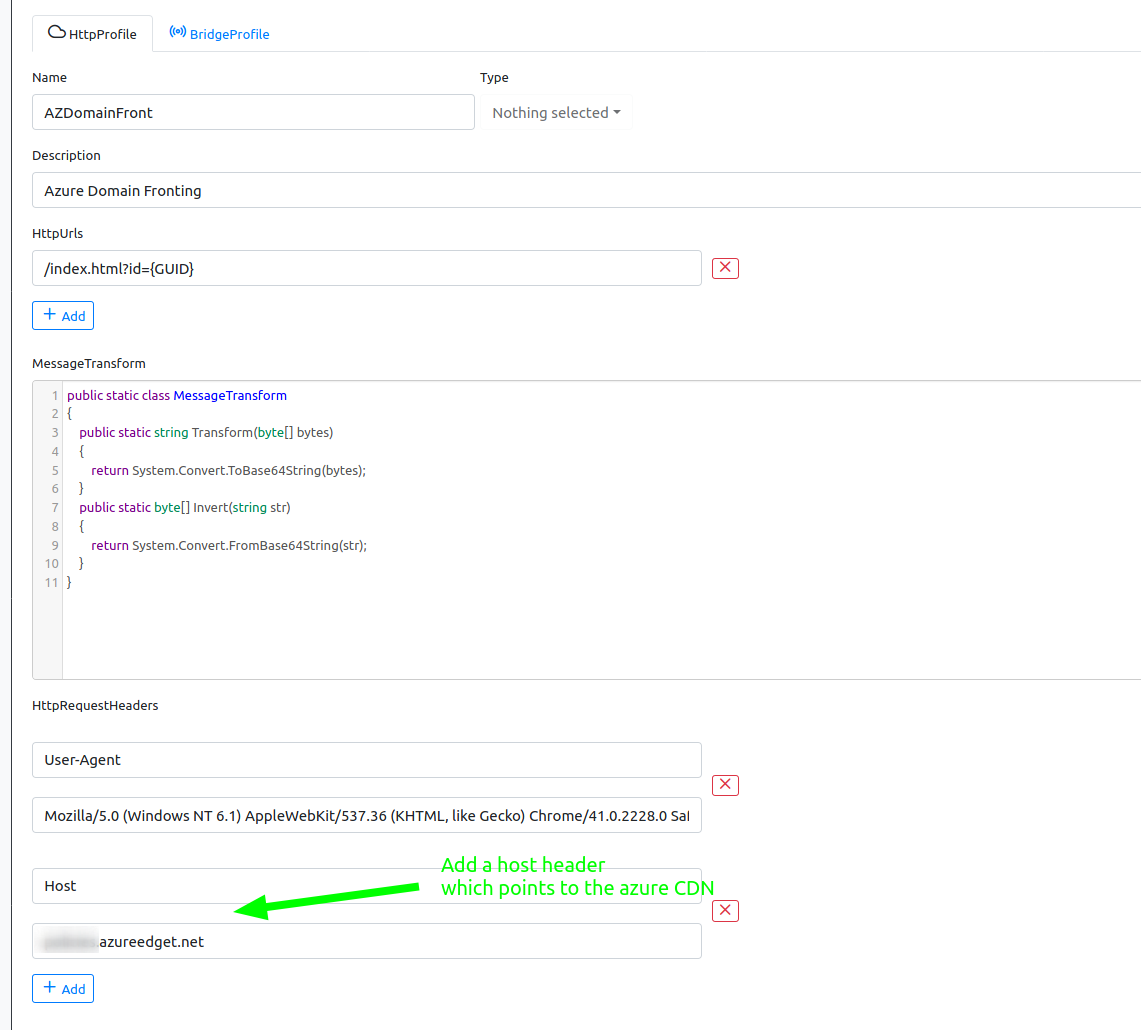 HttpProfile
BridgeProfile
Name
Type
AZDomainFront
Nothing selected
Description
Azure Domain Fronting
HttpUrls
/index.html?id={GUID}
+ Add
MessageTransform
1 public static class MessageTransform
2 {
3 public static string Transform(byte[] bytes)
4 {
5 return System.Convert.ToBase64String(bytes);
6 }
7 public static byte[] Invert(string str)
8 {
9 return System.Convert.FromBase64String(str);
10 }
11 }
HttpRequestHeaders
User-Agent
Mozilla/5.0 (Windows NT 6.1) AppleWebKit/537.36 (KHTML, like Gecko) Chrome/41.0.2228.0
Add a host header
which points to the azure CDN
Host
.azureedget.net
+ Add